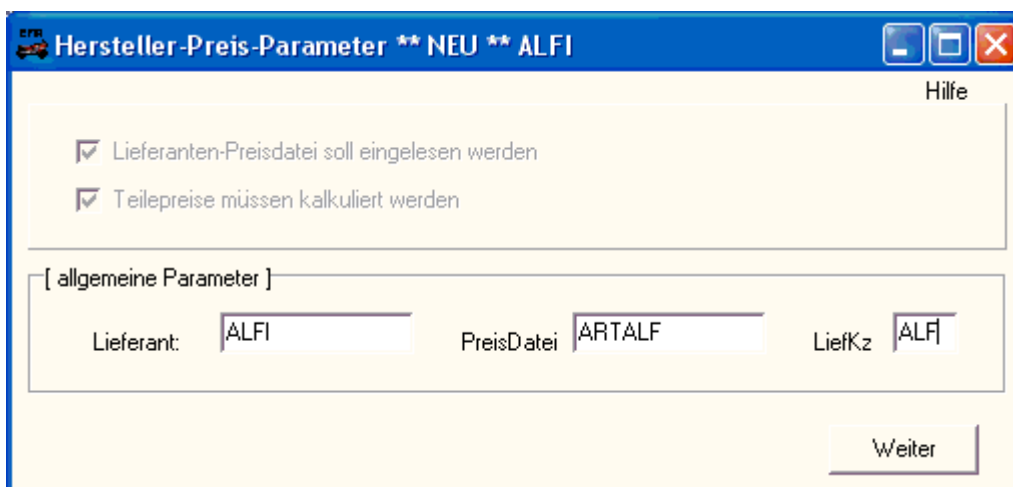 Hersteller-Preis-Parameter ** NEU ** ALFI
Hilfe
Lieferanten-Preisdatei soll eingelesen werden
Teilepreise müssen kalkuliert werden
[ allgemeine Parameter ]
Lieferant: ALFI PreisDatei ARTALF LiefKz ALF
Weiter